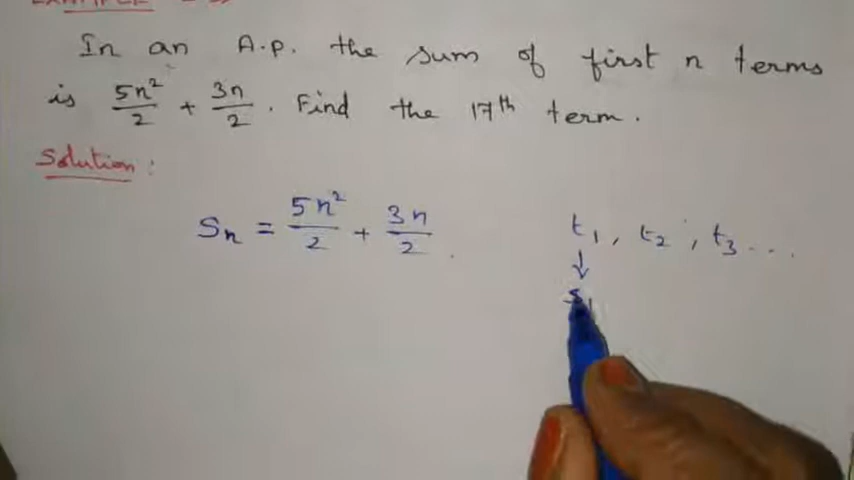 In an A.P. the sum of first n terms
is 5n²/2 + 3n/2. Find the 17th term.
Solution:
Sn = 5n²/2 + 3n/2.
t1, t2, t3...
↓
S1